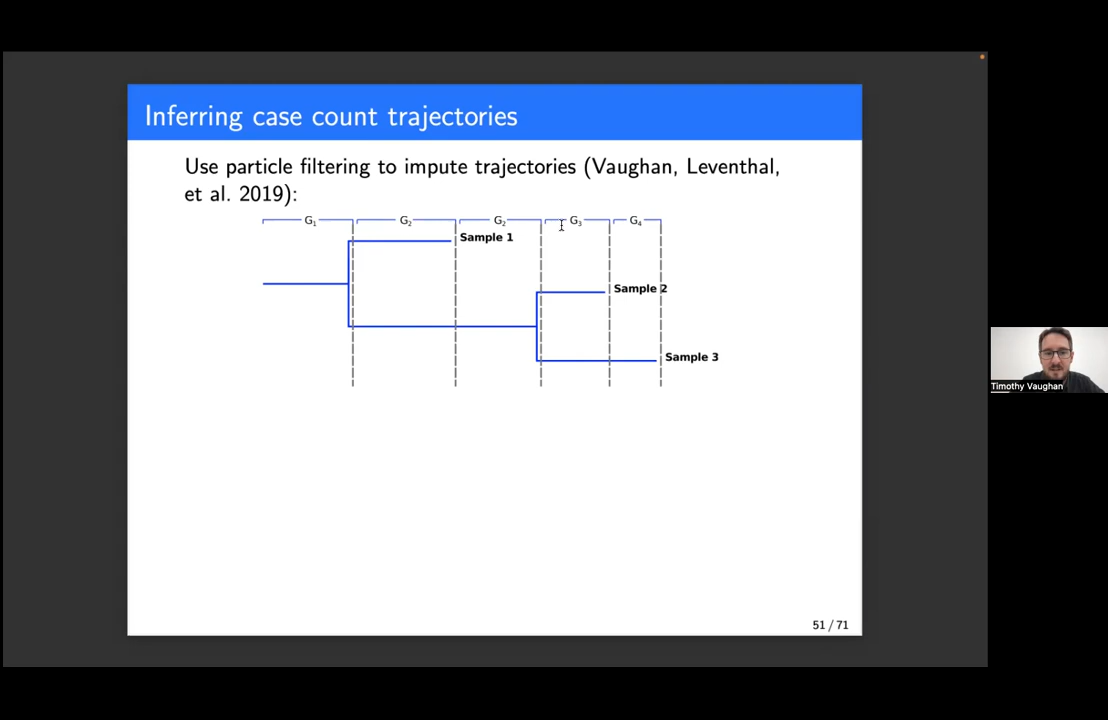 Inferring case count trajectories
Use particle filtering to impute trajectories (Vaughan, Leventhal,
et al. 2019):
G₁ G₂ G₂ G₃ G₄
Sample 1
Sample 2
Sample 3
Timothy Vaughan
51 / 71